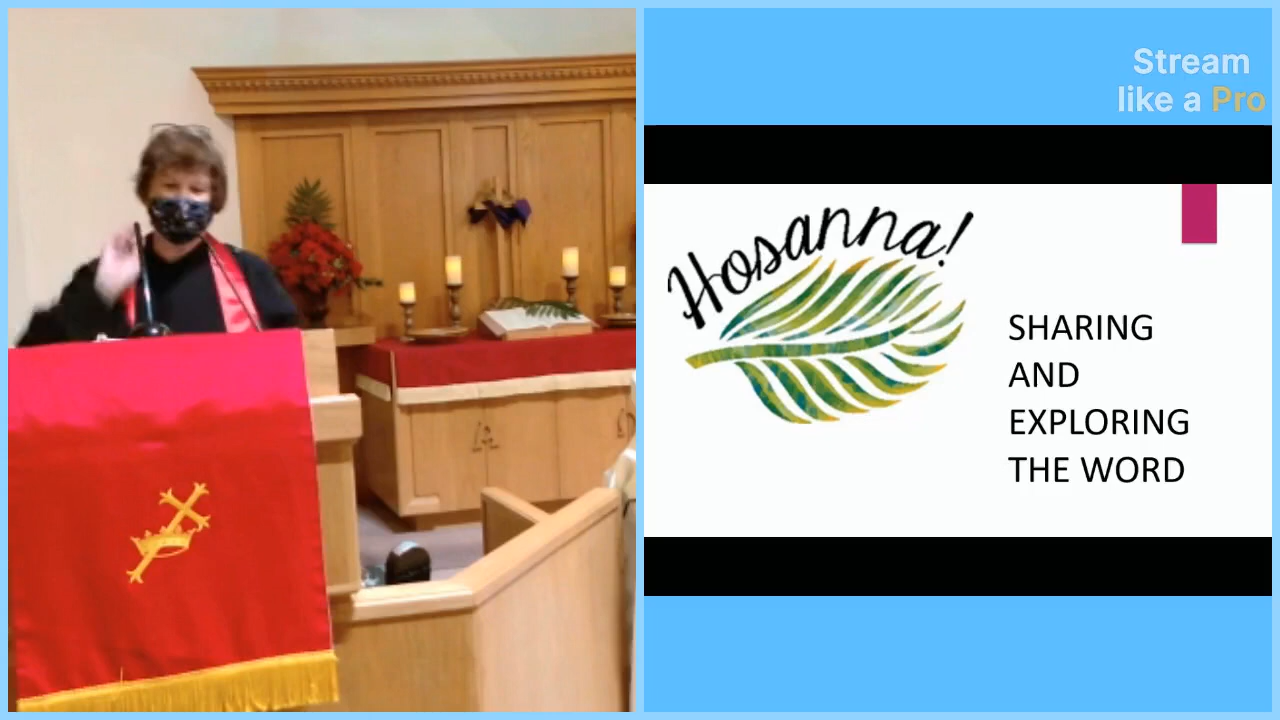 Stream
like a Pro
Hosanna!
SHARING
AND
EXPLORING
THE WORD